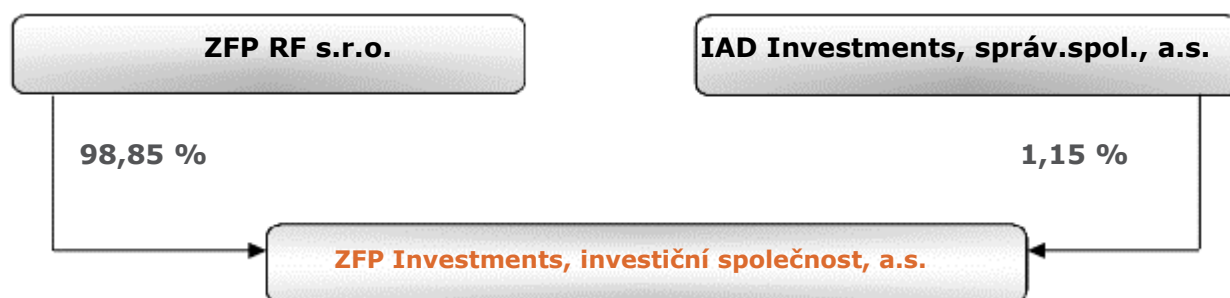 ZFP RF s.r.o.
IAD Investments, správ.spol., a.s.
98,85 %
1,15 %
ZFP Investments, investiční společnost, a.s.